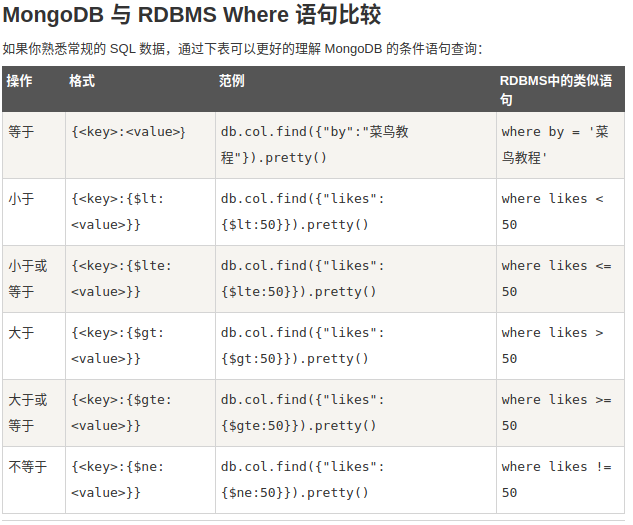 MongoDB 与 RDBMS Where 语句比较
如果你熟悉常规的 SQL 数据，通过下表可以更好的理解 MongoDB 的条件语句查询：
操作 格式 范例 RDBMS中的类似语
句
等于 {<key>:<value>} db.col.find({"by":"菜鸟教 where by = '菜
程"}).pretty() 鸟教程'
小于 {<key>:{$lt: db.col.find({"likes": where likes <
<value>}} {$lt:50}}).pretty() 50
小于或 {<key>:{$lte: db.col.find({"likes": where likes <=
等于 <value>}} {$lte:50}}).pretty() 50
大于 {<key>:{$gt: db.col.find({"likes": where likes >
<value>}} {$gt:50}}).pretty() 50
大于或 {<key>:{$gte: db.col.find({"likes": where likes >=
等于 <value>}} {$gte:50}}).pretty() 50
不等于 {<key>:{$ne: db.col.find({"likes": where likes !=
<value>}} {$ne:50}}).pretty() 50